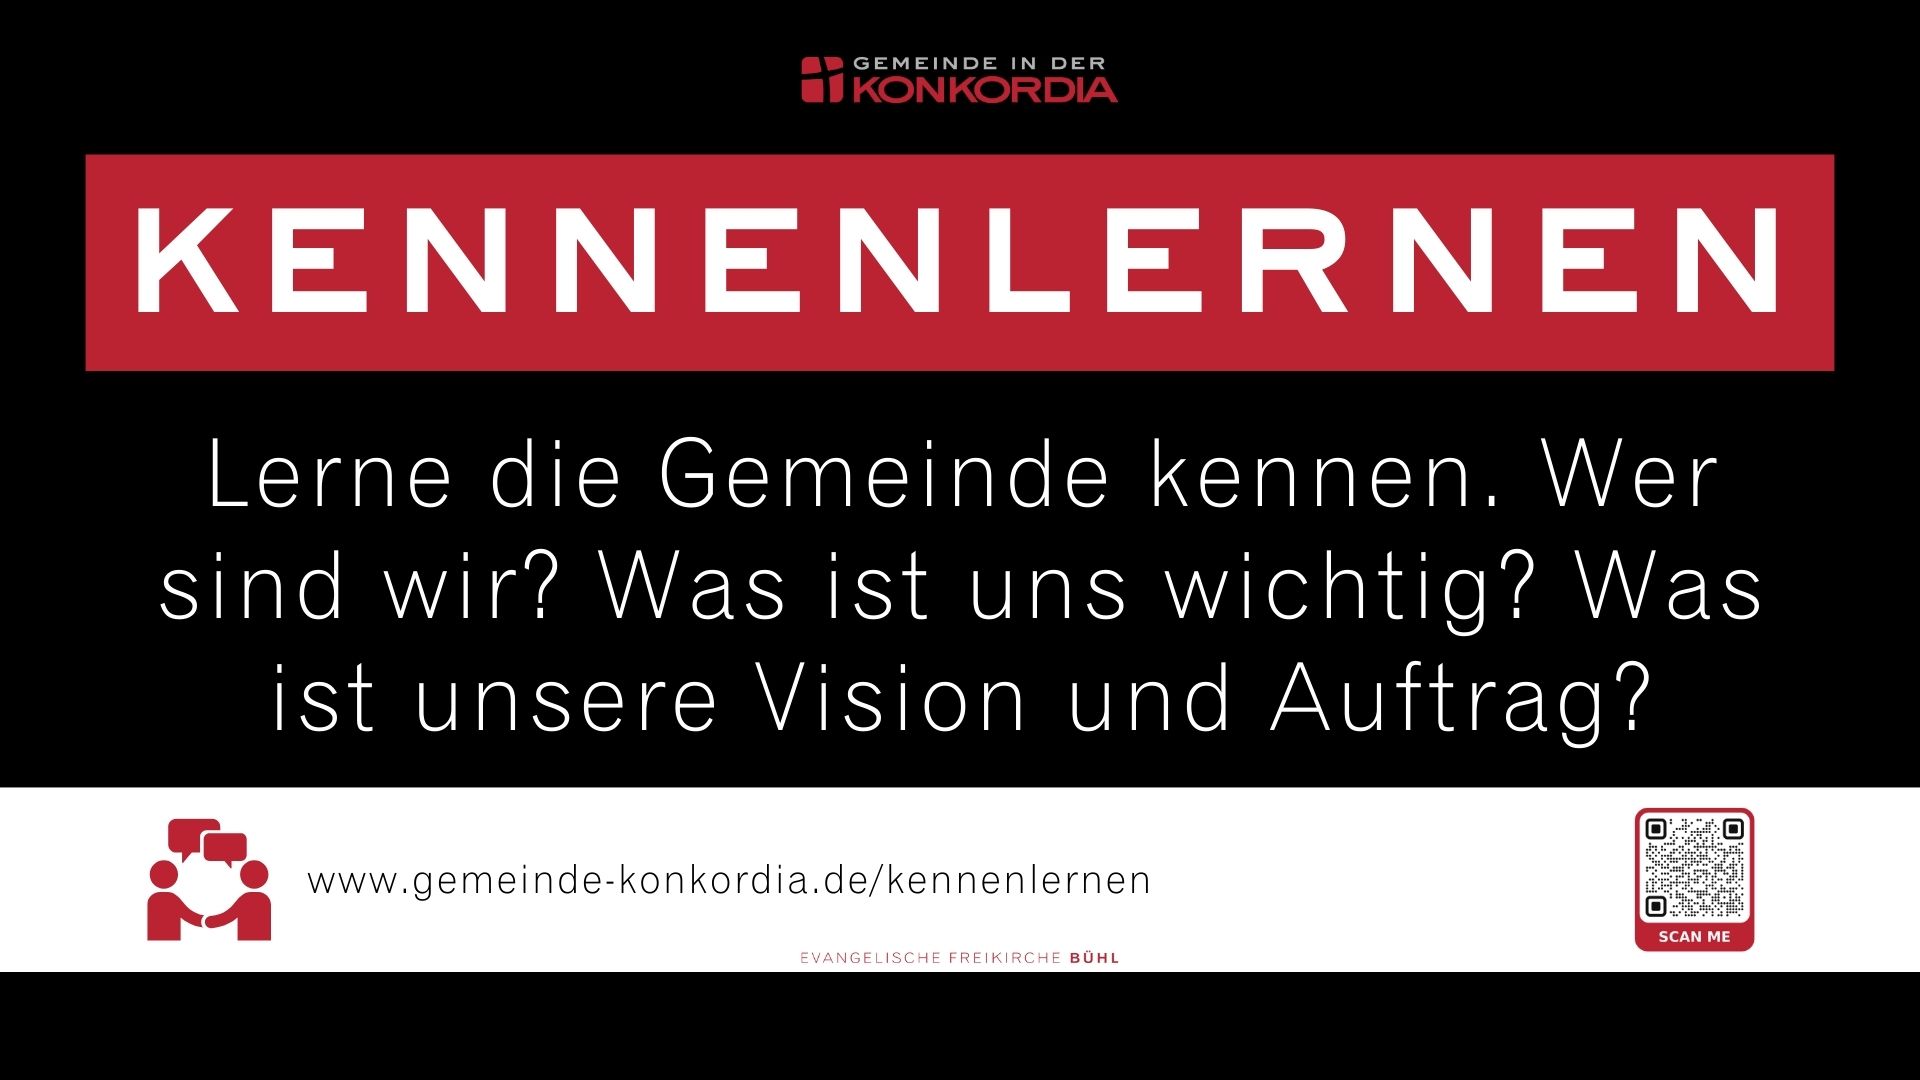 GEMEINDE IN DER
KONKORDIA
KENNENLERNEN
Lerne die Gemeinde kennen. Wer
sind wir? Was ist uns wichtig? Was
ist unsere Vision und Auftrag?
www.gemeinde-konkordia.de/kennenlernen
SCAN ME
EVANGELISCHE FREIKIRCHE BÜHL